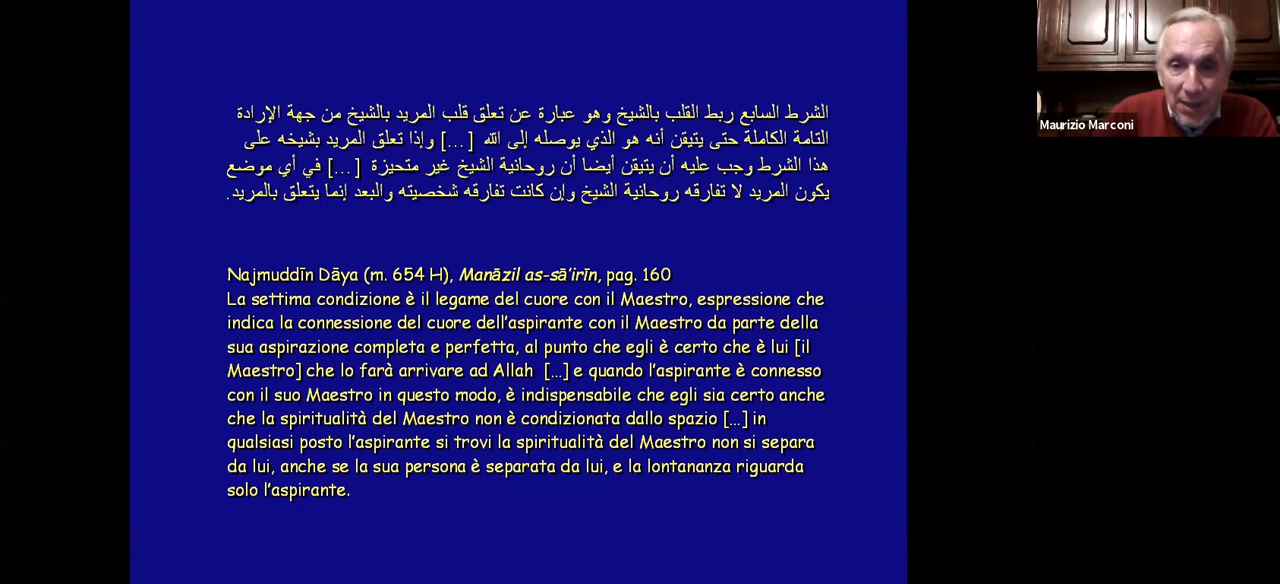 الشرط السابع ربط القلب بالشيخ وهو عبارة عن تعلق قلب المريد بالشيخ من جهة الإرادة
التامة الكاملة حتى يتيقن أنه هو الذي يوصله إلى الله [...] وإذا تعلق المريد بشيخه على
هذا الشرط وجب عليه أن يتيقن أيضا أن روحانية الشيخ غير متحيزة [...] في أي موضع
يكون المريد لا تفارقه روحانية الشيخ وإن كانت تفارقه شخصيته والبعد إنما يتعلق بالمريد.
Najmuddīn Dāya (m. 654 H), Manāzil as-sā'irīn, pag. 160
La settima condizione è il legame del cuore con il Maestro, espressione che
indica la connessione del cuore dell'aspirante con il Maestro da parte della
sua aspirazione completa e perfetta, al punto che egli è certo che è lui [il
Maestro] che lo farà arrivare ad Allah [...] e quando l'aspirante è connesso
con il suo Maestro in questo modo, è indispensabile che egli sia certo anche
che la spiritualità del Maestro non è condizionata dallo spazio [...] in
qualsiasi posto l'aspirante si trovi la spiritualità del Maestro non si separa
da lui, anche se la sua persona è separata da lui, e la lontananza riguarda
solo l'aspirante.
Maurizio Marconi